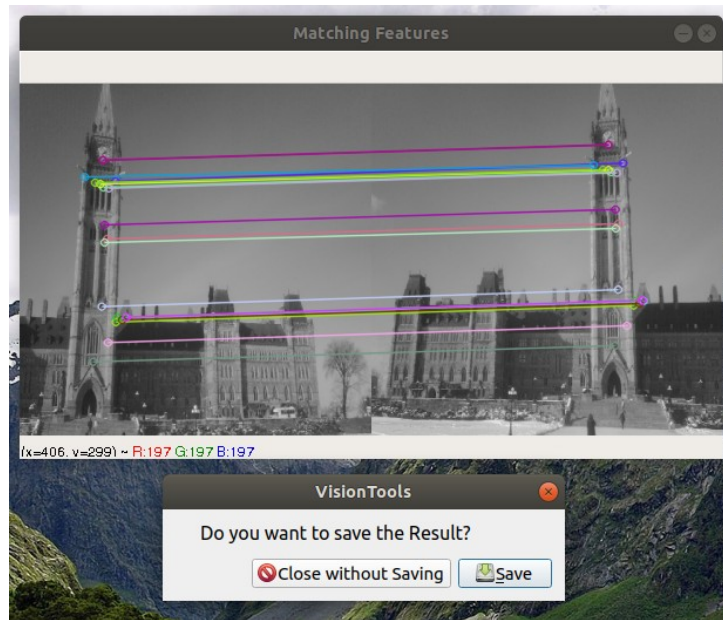 Matching Features
(x=406, y=299) ~ R:197 G:197 B:197
VisionTools
Do you want to save the Result?
Close without Saving
Save